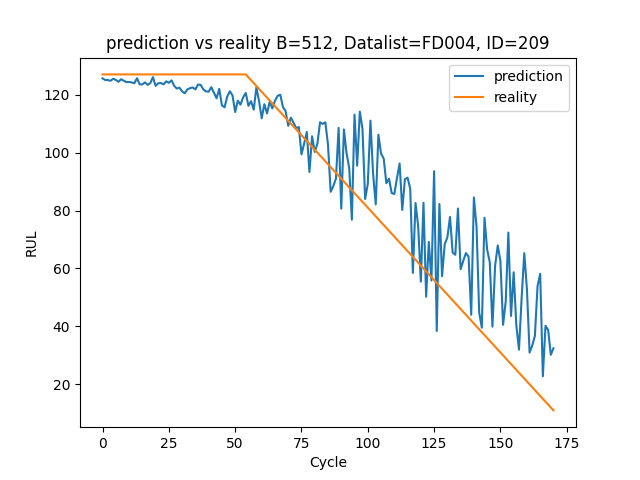 prediction vs reality B=512, Datalist=FD004, ID=209
prediction
reality
RUL
120
100
80
60
40
20
0 25 50 75 100 125 150 175
Cycle